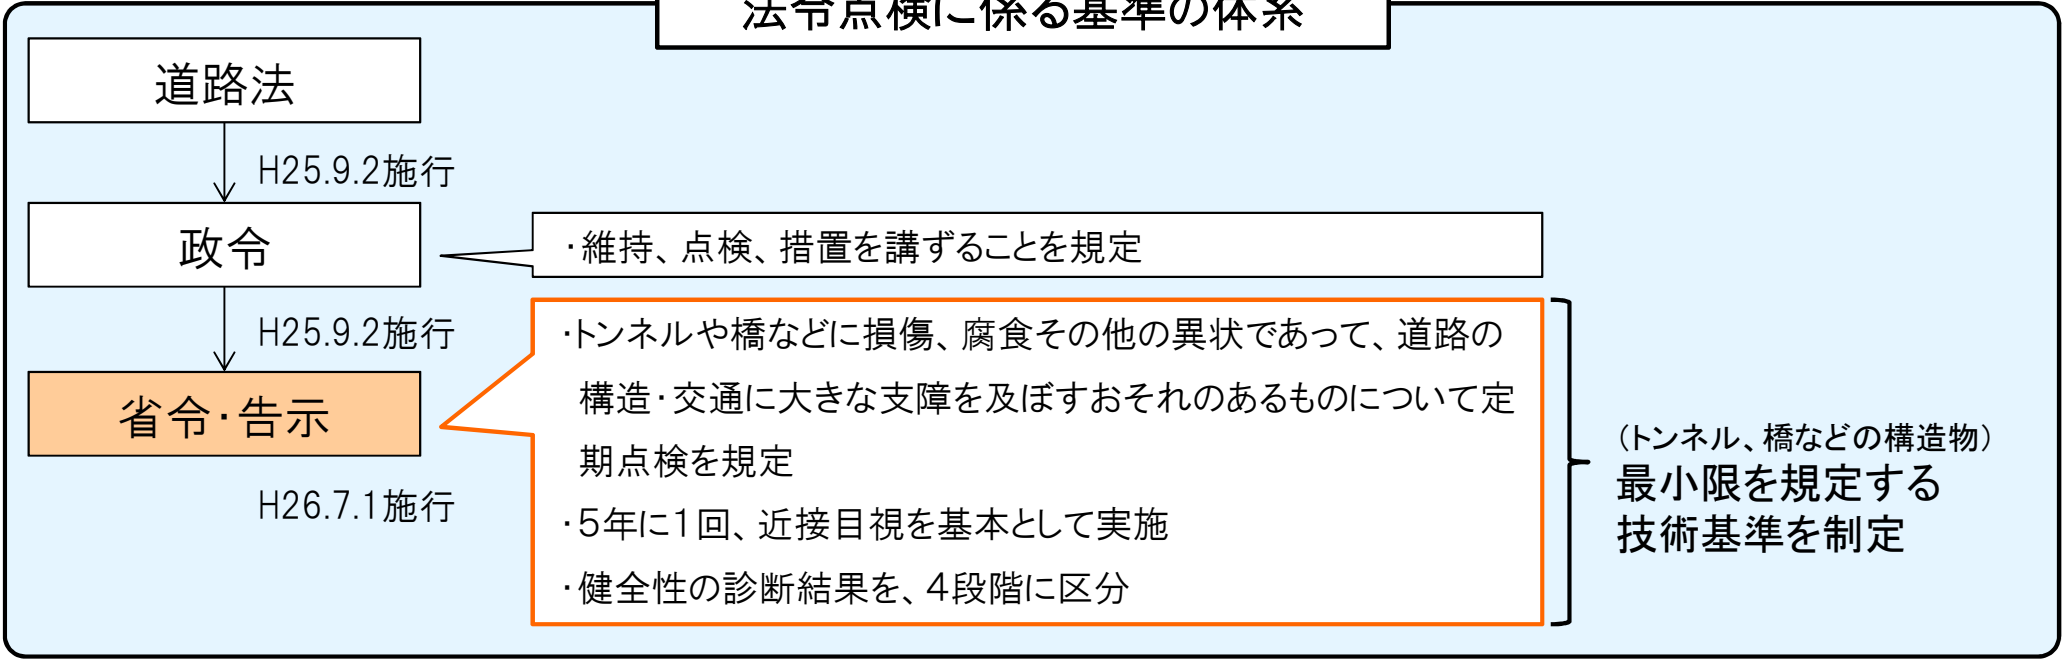 法令点検に係る基準の体系
道路法
H25.9.2施行
政令
・維持、点検、措置を講ずることを規定
H25.9.2施行
省令・告示
H26.7.1施行
・トンネルや橋などに損傷、腐食その他の異状であって、道路の
構造・交通に大きな支障を及ぼすおそれのあるものについて定
期点検を規定
・5年に1回、近接目視を基本として実施
・健全性の診断結果を、4段階に区分
(トンネル、橋などの構造物)
最小限を規定する
技術基準を制定